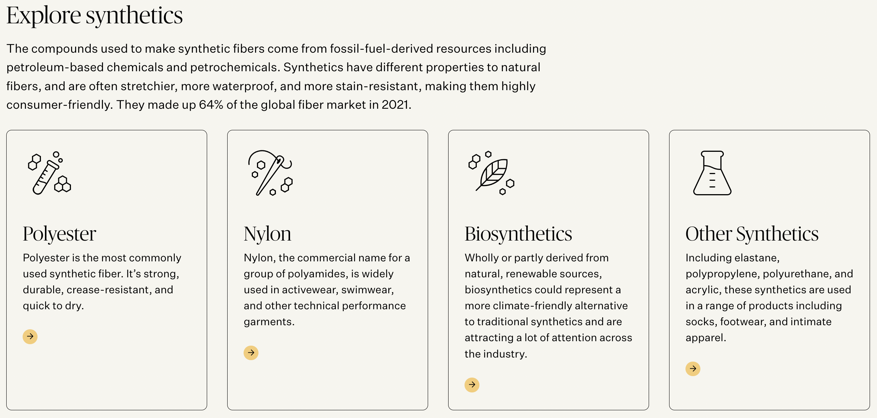 Explore synthetics
The compounds used to make synthetic fibers come from fossil-fuel-derived resources including
petroleum-based chemicals and petrochemicals. Synthetics have different properties to natural
fibers, and are often stretchier, more waterproof, and more stain-resistant, making them highly
consumer-friendly. They made up 64% of the global fiber market in 2021.
Polyester
Polyester is the most commonly
used synthetic fiber. It's strong,
durable, crease-resistant, and
quick to dry.
Nylon
Nylon, the commercial name for a
group of polyamides, is widely
used in activewear, swimwear,
and other technical performance
garments.
Biosynthetics
Wholly or partly derived from
natural, renewable sources,
biosynthetics could represent a
more climate-friendly alternative
to traditional synthetics and are
attracting a lot of attention across
the industry.
Other Synthetics
Including elastane,
polypropylene, polyurethane, and
acrylic, these synthetics are used
in a range of products including
socks, footwear, and intimate
apparel.